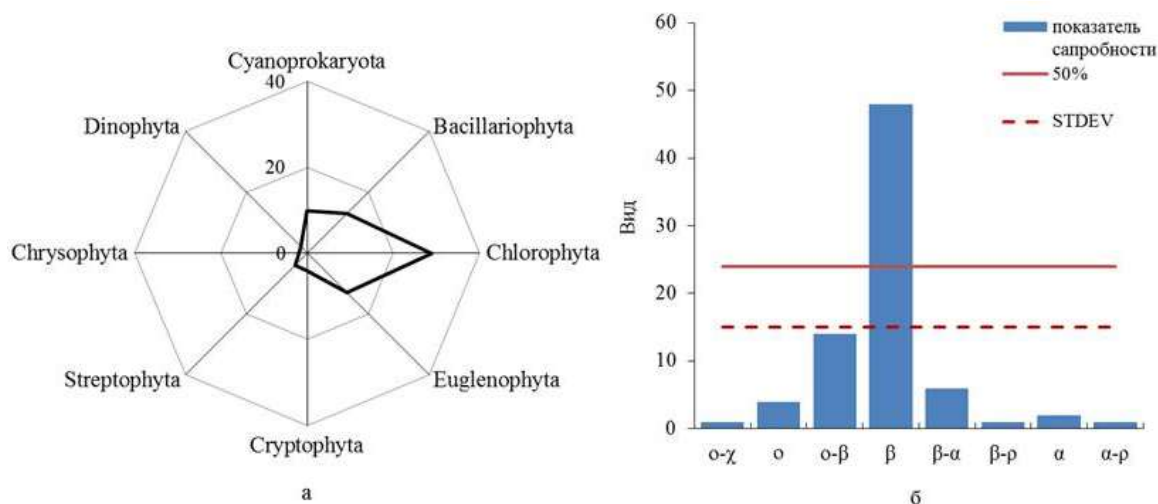 Cyanoprokaryota
40
Dinophyta
Bacillariophyta
20
Chrysophyta
0
Chlorophyta
Streptophyta
Euglenophyta
Cryptophyta
а
60
50
40
30
20
10
0
Вид
показатель
сапробности
50%
STDEV
о-χ
о
о-β
β
β-α
β-ρ
α
α-ρ
б